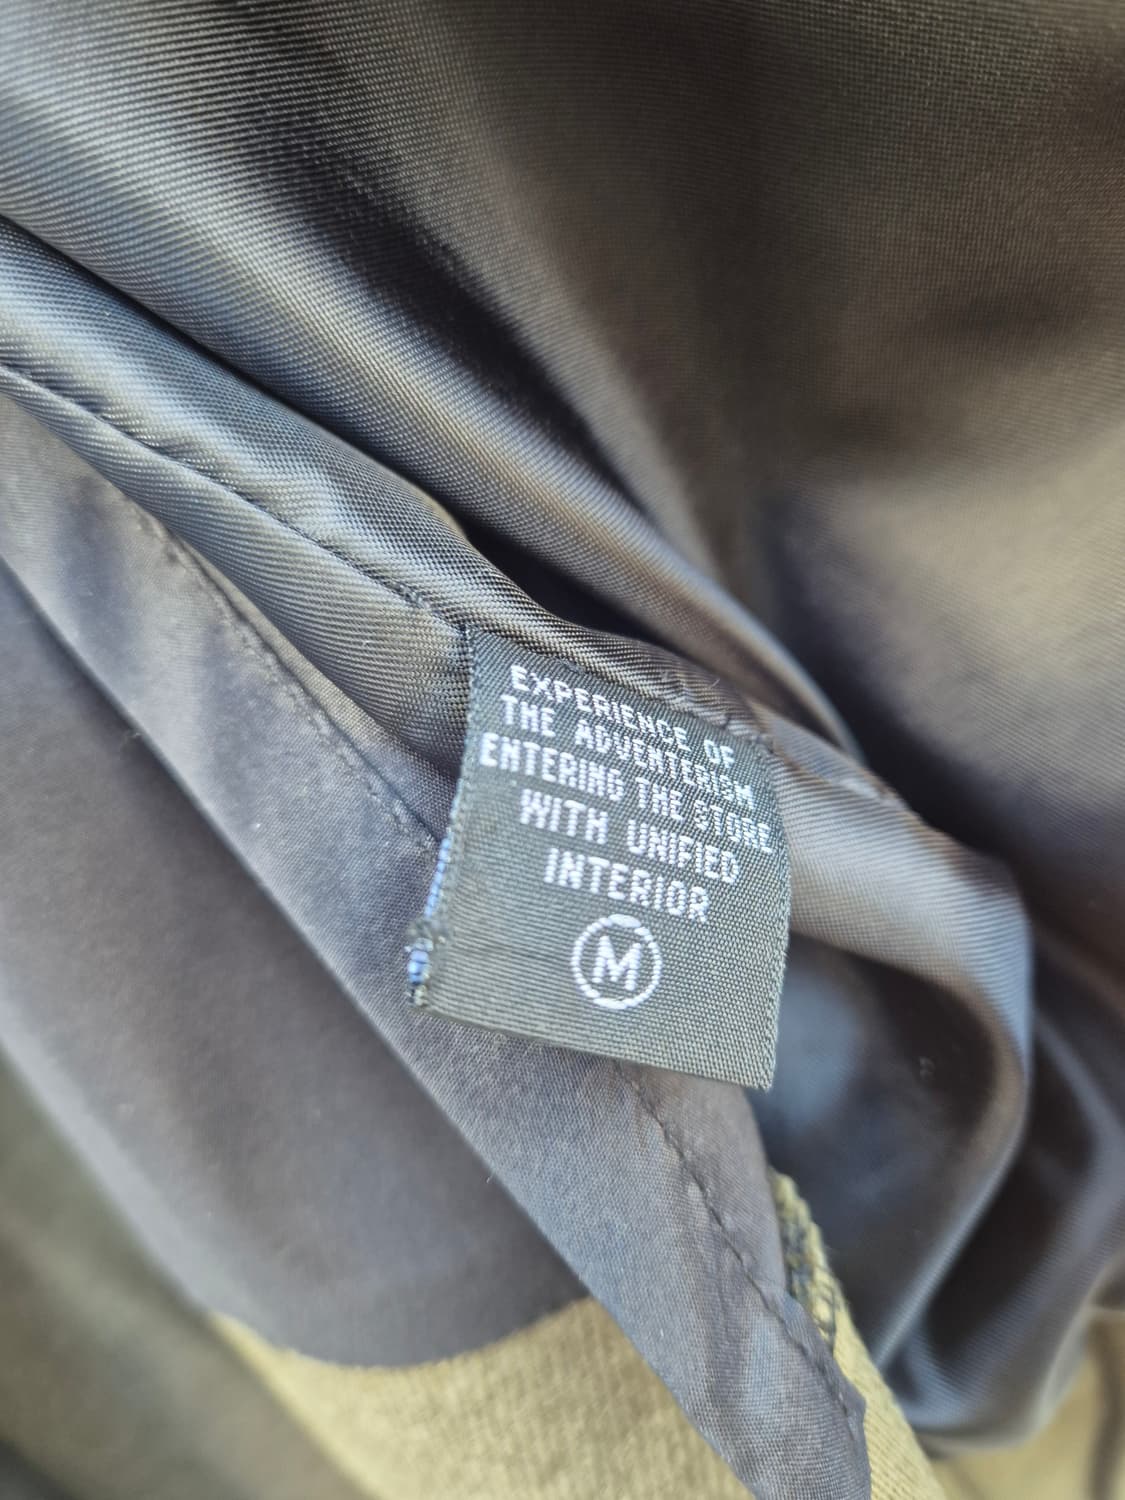 EXPERIENCE OF
THE ADVENTERISM
ENTERING THE STORE
WITH UNIFIED
INTERIOR
M